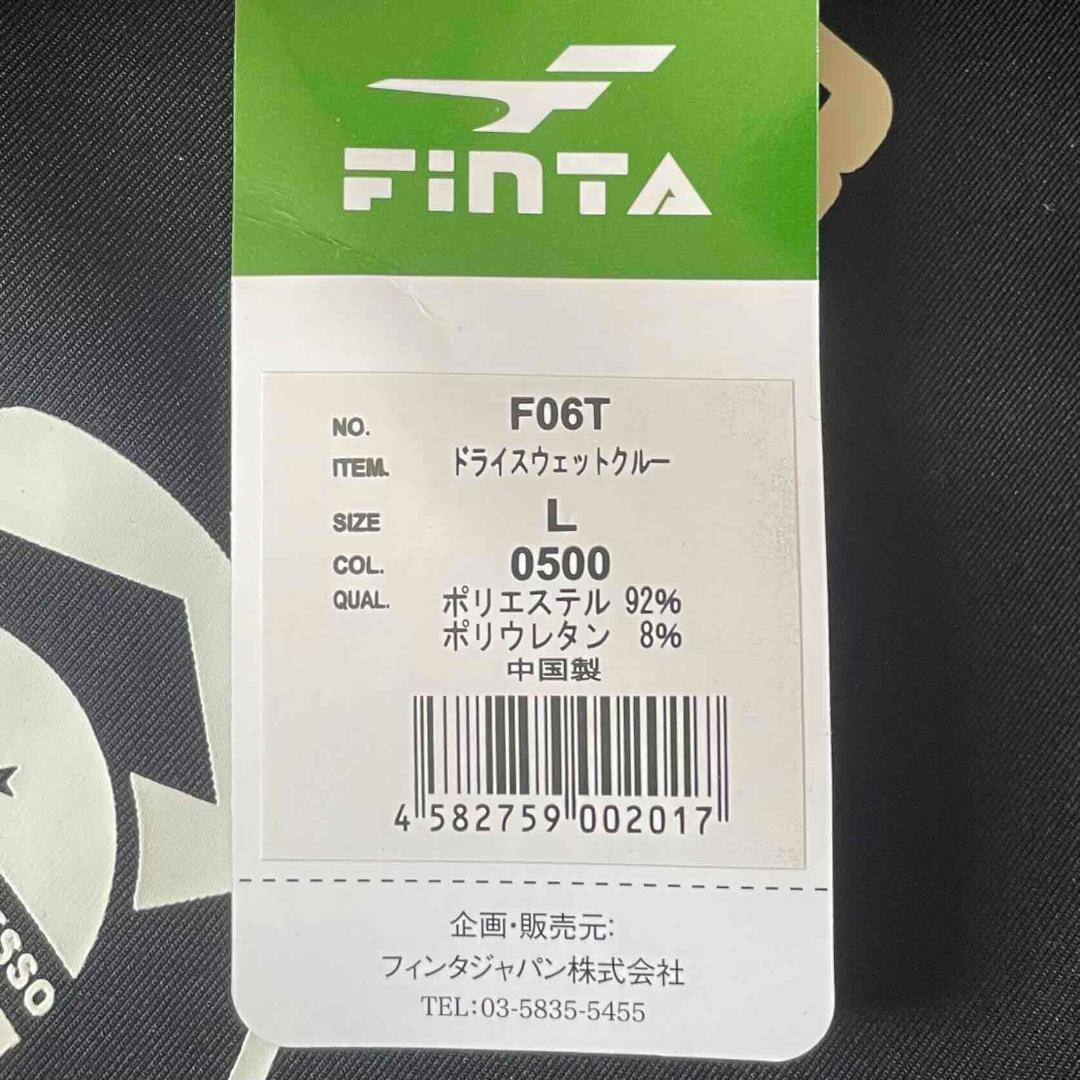 FINTA
NO. F06T
ITEM. ドライスウェットクルー
SIZE L
COL. 0500
QUAL. ポリエステル 92%
ポリウレタン 8%
中国製
4 582759 002017
企画・販売元:
フィンタジャパン株式会社
TEL:03-5835-5455